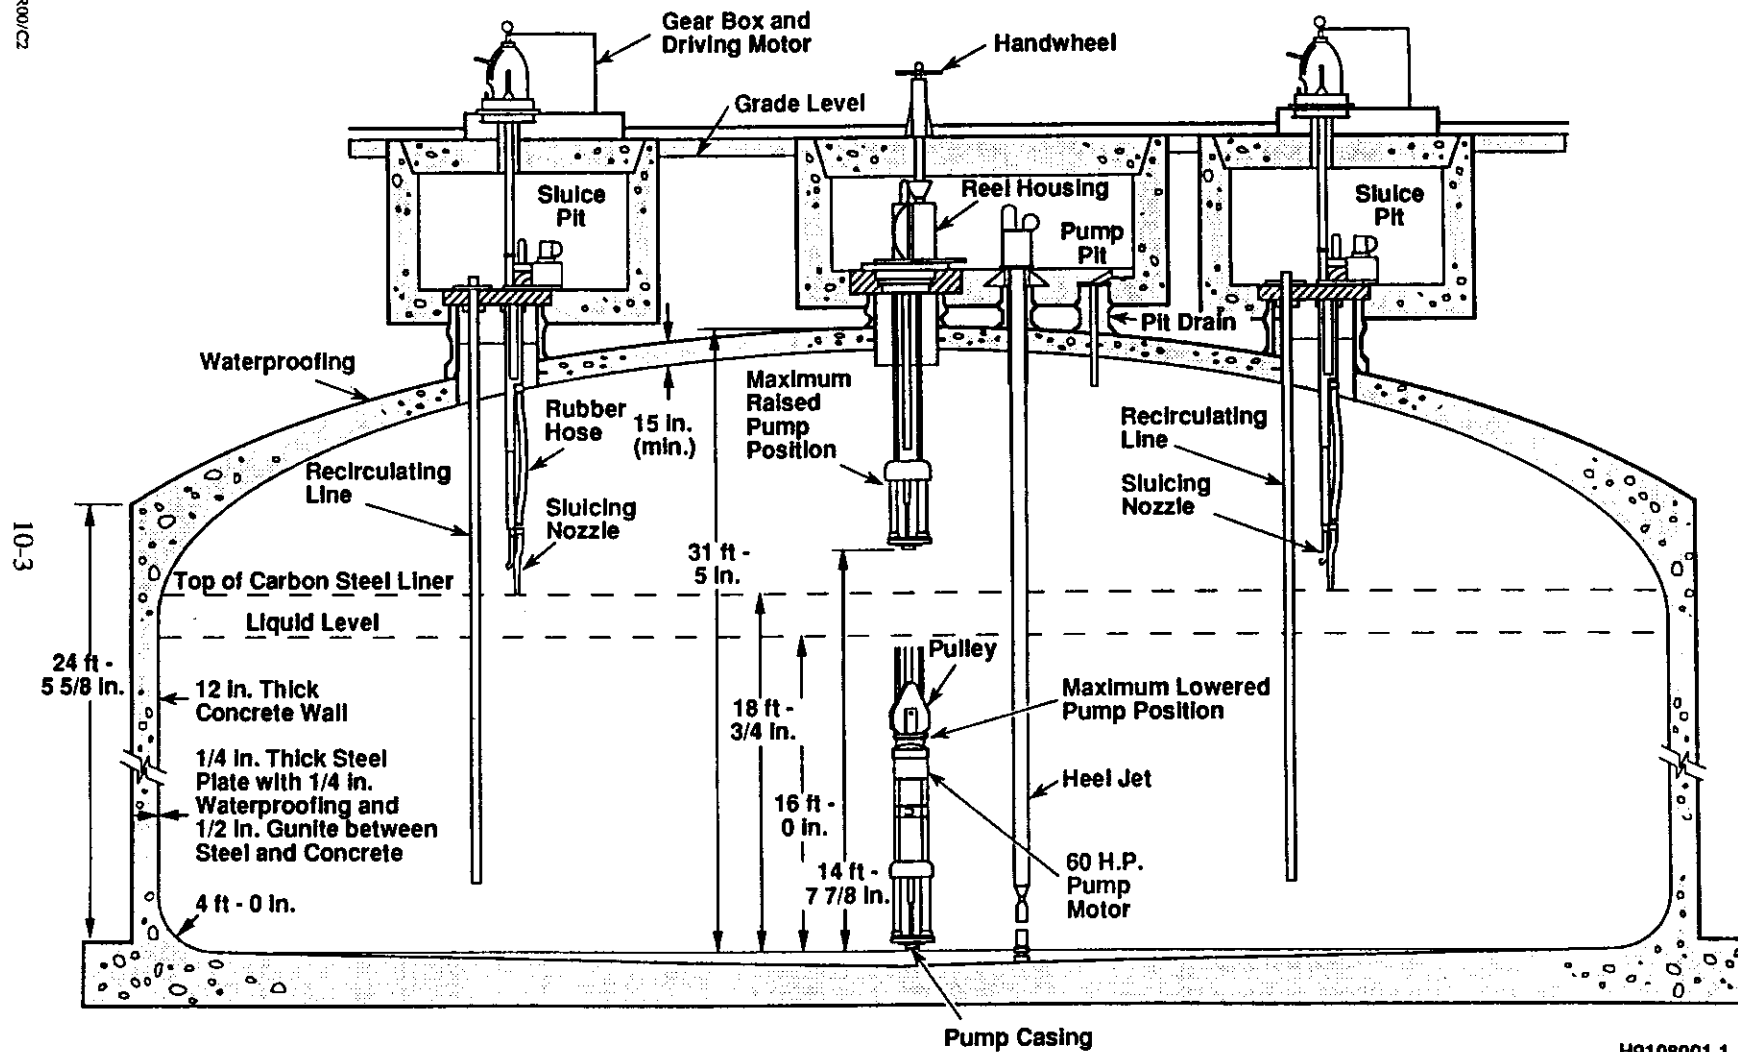 R00/C2
Gear Box and
Driving Motor
Handwheel
Grade Level
Sluice
Pit
Reel Housing
Pump
Pit
Sluice
Pit
Pit Drain
Waterproofing
Maximum
Raised
Pump
Position
Rubber
Hose
15 in.
(min.)
Recirculating
Line
Recirculating
Line
Sluicing
Nozzle
Sluicing
Nozzle
31 ft -
5 in.
Top of Carbon Steel Liner
Liquid Level
Pulley
24 ft -
5 5/8 in.
12 in. Thick
Concrete Wall
Maximum Lowered
Pump Position
18 ft -
3/4 in.
1/4 in. Thick Steel
Plate with 1/4 in.
Waterproofing and
1/2 in. Gunite between
Steel and Concrete
Heel Jet
16 ft -
0 in.
14 ft -
7 7/8 in.
60 H.P.
Pump
Motor
4 ft - 0 in.
Pump Casing
10-3